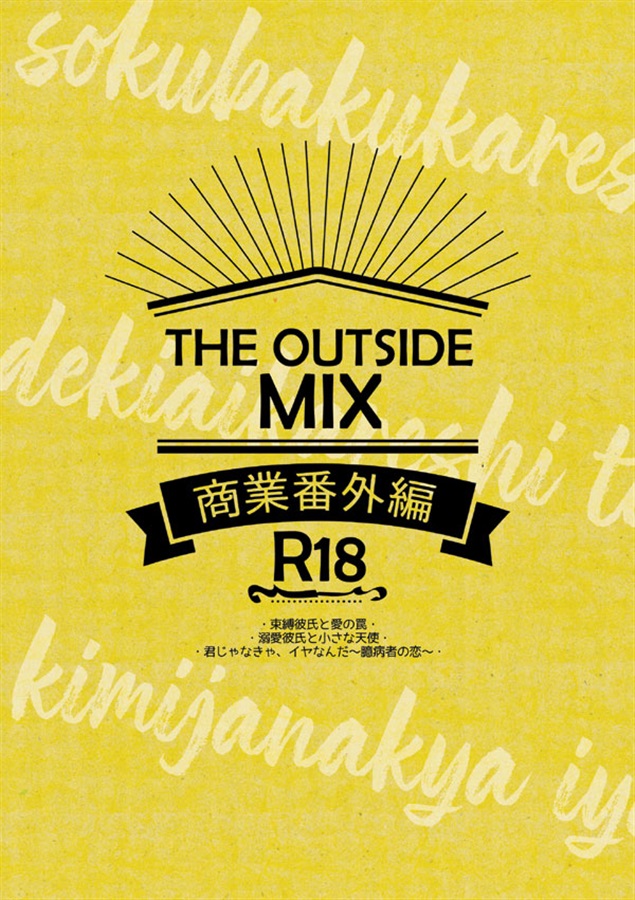 sokubakukares
THE OUTSIDE
MIX
dekiaikareshi t
商業番外編
R18
・束縛彼氏と愛の罠・
・溺愛彼氏と小さな天使・
・君じゃなきゃ、イヤなんだ〜臆病者の恋〜・
kimijanakya iy